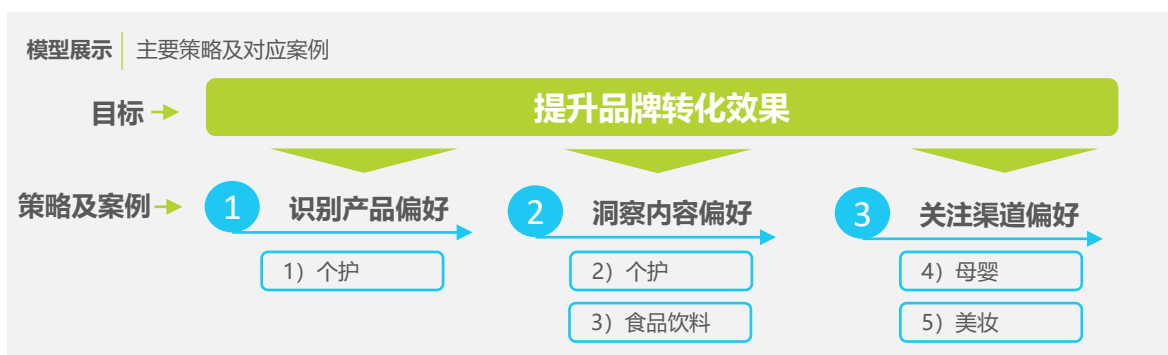 模型展示 主要策略及对应案例
目标
提升品牌转化效果
策略及案例
1 识别产品偏好
1）个护
2 洞察内容偏好
2）个护
3）食品饮料
3 关注渠道偏好
4）母婴
5）美妆